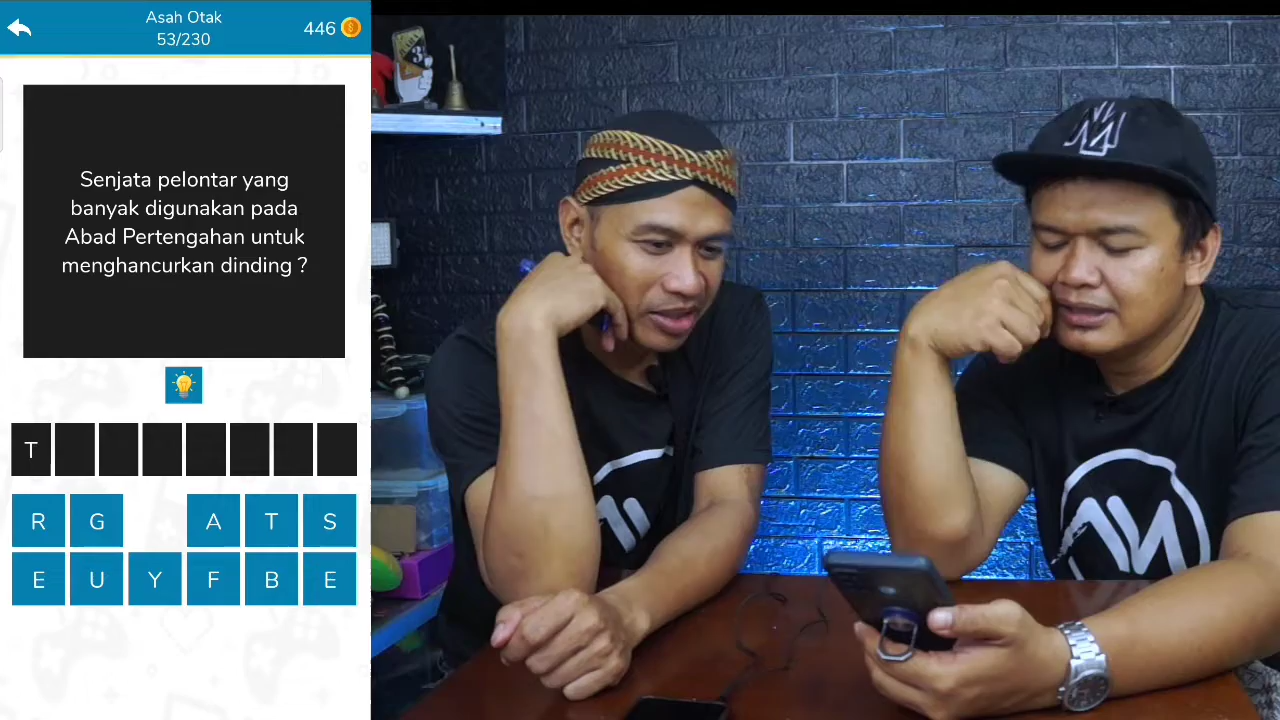 Asah Otak
53/230
446
Senjata pelontar yang
banyak digunakan pada
Abad Pertengahan untuk
menghancurkan dinding ?
T
R G A T S
E U Y F B E